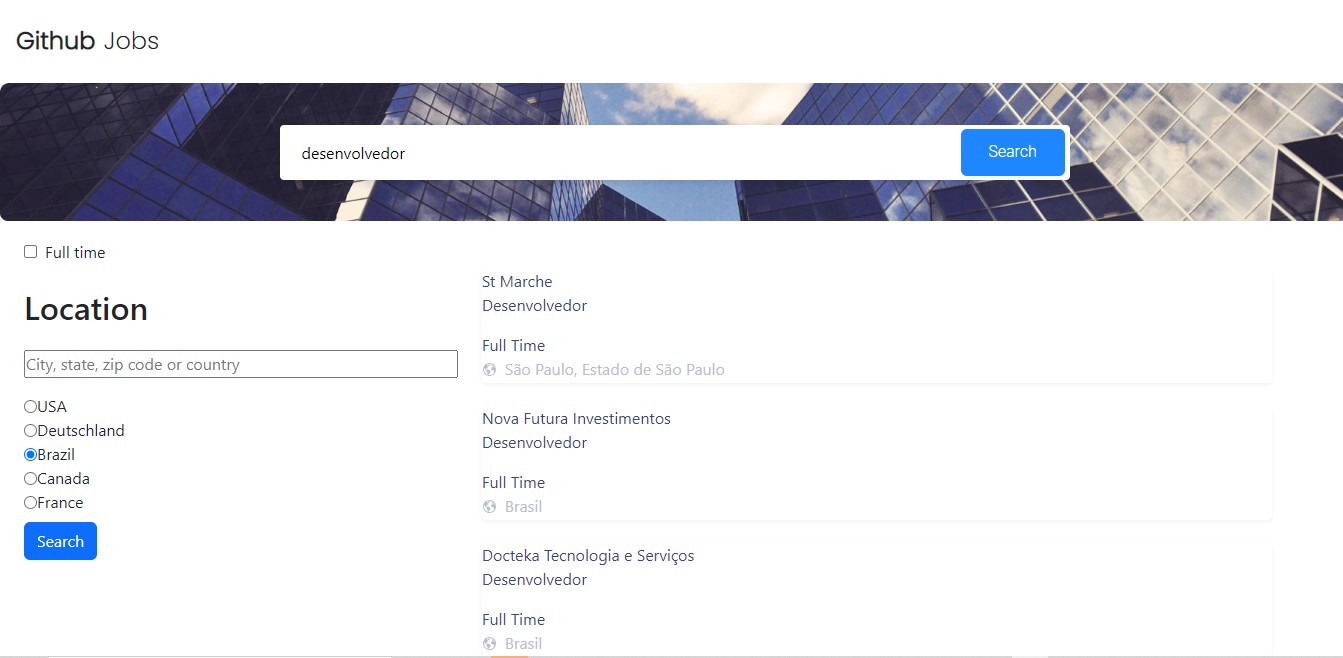 Github Jobs
desenvolvedor
Search
Full time
Location
City, state, zip code or country
USA
Deutschland
Brazil
Canada
France
Search
St Marche
Desenvolvedor
Full Time
São Paulo, Estado de São Paulo
Nova Futura Investimentos
Desenvolvedor
Full Time
Brasil
Docteka Tecnologia e Serviços
Desenvolvedor
Full Time
Brasil